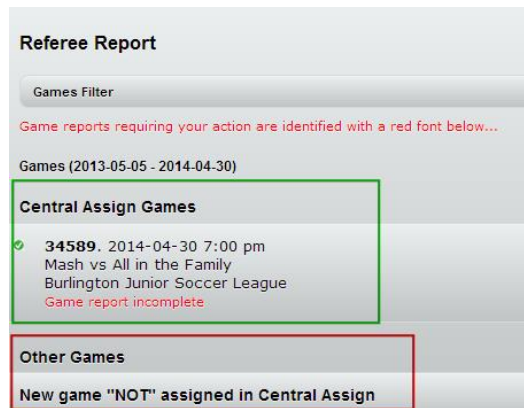 Referee Report
Games Filter
Game reports requiring your action are identified with a red font below...
Games (2013-05-05 - 2014-04-30)
Central Assign Games
34589. 2014-04-30 7:00 pm
Mash vs All in the Family
Burlington Junior Soccer League
Game report incomplete
Other Games
New game "NOT" assigned in Central Assign